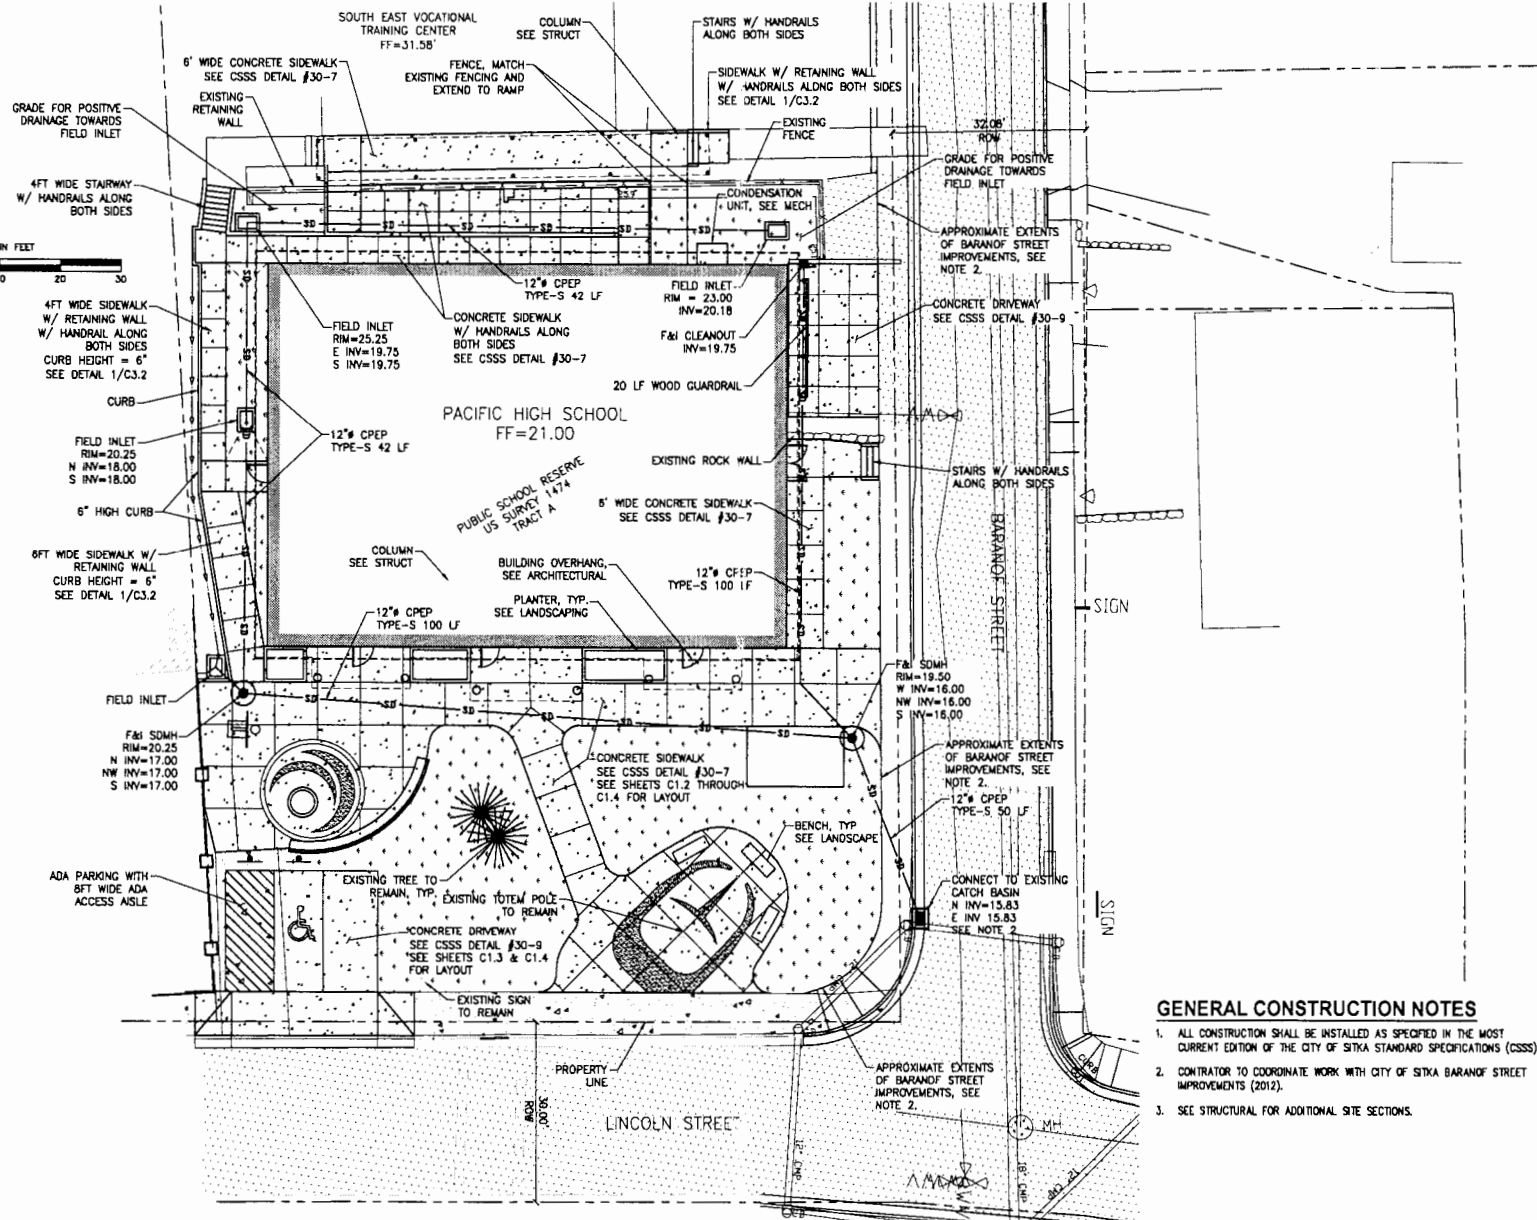 SOUTH EAST VOCATIONAL
TRAINING CENTER
FF=31.58'
COLUMN
SEE STRUCT
STAIRS W/ HANDRAILS
ALONG BOTH SIDES
6' WIDE CONCRETE SIDEWALK
SEE CSSS DETAIL #30-7
FENCE, MATCH
EXISTING FENCING AND
EXTEND TO RAMP
SIDEWALK W/ RETAINING WALL
W/ HANDRAILS ALONG BOTH SIDES
SEE DETAIL 1/C3.2
EXISTING
RETAINING
WALL
GRADE FOR POSITIVE
DRAINAGE TOWARDS
FIELD INLET
EXISTING
FENCE
32.08'
ROW
GRADE FOR POSITIVE
DRAINAGE TOWARDS
FIELD INLET
4FT WIDE STAIRWAY
W/ HANDRAILS ALONG
BOTH SIDES
CONDENSATION
UNIT, SEE MECH
APPROXIMATE EXTENTS
OF BARANOF STREET
IMPROVEMENTS, SEE
NOTE 2.
IN FEET
0 30 20
12"ø CPEP
TYPE-S 42 LF
FIELD INLET
RIM = 23.00
INV=20.18
4FT WIDE SIDEWALK
W/ RETAINING WALL
W/ HANDRAIL ALONG
BOTH SIDES
CURB HEIGHT = 6"
SEE DETAIL 1/C3.2
FIELD INLET
RIM=25.25
E INV=19.75
S INV=19.75
CONCRETE SIDEWALK
W/ HANDRAILS ALONG
BOTH SIDES
SEE CSSS DETAIL #30-7
F&I CLEANOUT
INV=19.75
CONCRETE DRIVEWAY
SEE CSSS DETAIL #30-9
20 LF WOOD GUARDRAIL
CURB
PACIFIC HIGH SCHOOL
FF=21.00
FIELD INLET
RIM=20.25
N INV=18.00
S INV=18.00
12"ø CPEP
TYPE-S 42 LF
EXISTING ROCK WALL
STAIRS W/ HANDRAILS
ALONG BOTH SIDES
PUBLIC SCHOOL RESERVE
US SURVEY 1474
TRACT A
6" HIGH CURB
6' WIDE CONCRETE SIDEWALK
SEE CSSS DETAIL #30-7
BARANOF STREET
6FT WIDE SIDEWALK W/
RETAINING WALL
CURB HEIGHT = 6"
SEE DETAIL 1/C3.2
COLUMN
SEE STRUCT
BUILDING OVERHANG,
SEE ARCHITECTURAL
12"ø CPEP
TYPE-S 100 LF
PLANTER, TYP.
SEE LANDSCAPING
SIGN
12"ø CPEP
TYPE-S 100 LF
FIELD INLET
F&I SDMH
RIM=19.50
W INV=16.00
NW INV=16.00
S INV=16.00
F&I SDMH
RIM=20.25
N INV=17.00
NW INV=17.00
S INV=17.00
SD SD SD SD SD SD SD
CONCRETE SIDEWALK
SEE CSSS DETAIL #30-7
SEE SHEETS C1.2 THROUGH
C1.4 FOR LAYOUT
APPROXIMATE EXTENTS
OF BARANOF STREET
IMPROVEMENTS, SEE
NOTE 2.
12"ø CPEP
TYPE-S 50 LF
BENCH, TYP
SEE LANDSCAPE
ADA PARKING WITH
8FT WIDE ADA
ACCESS AISLE
EXISTING TREE TO
REMAIN, TYP.
EXISTING TOTEM POLE
TO REMAIN
CONNECT TO EXISTING
CATCH BASIN
N INV=15.83
E INV 15.83
SEE NOTE 2
SIGN
CONCRETE DRIVEWAY
SEE CSSS DETAIL #30-9
SEE SHEETS C1.3 & C1.4
FOR LAYOUT
EXISTING SIGN
TO REMAIN
PROPERTY
LINE
APPROXIMATE EXTENTS
OF BARANOF STREET
IMPROVEMENTS, SEE
NOTE 2.
30.00'
ROW
LINCOLN STREET
CURB
MH
12" CMP
18" CMP
12" CMP
GENERAL CONSTRUCTION NOTES
1. ALL CONSTRUCTION SHALL BE INSTALLED AS SPECIFIED IN THE MOST
CURRENT EDITION OF THE CITY OF SITKA STANDARD SPECIFICATIONS (CSSS)
2. CONTRATOR TO COORDINATE WORK WITH CITY OF SITKA BARANOF STREET
IMPROVEMENTS (2012).
3. SEE STRUCTURAL FOR ADDITIONAL SITE SECTIONS.